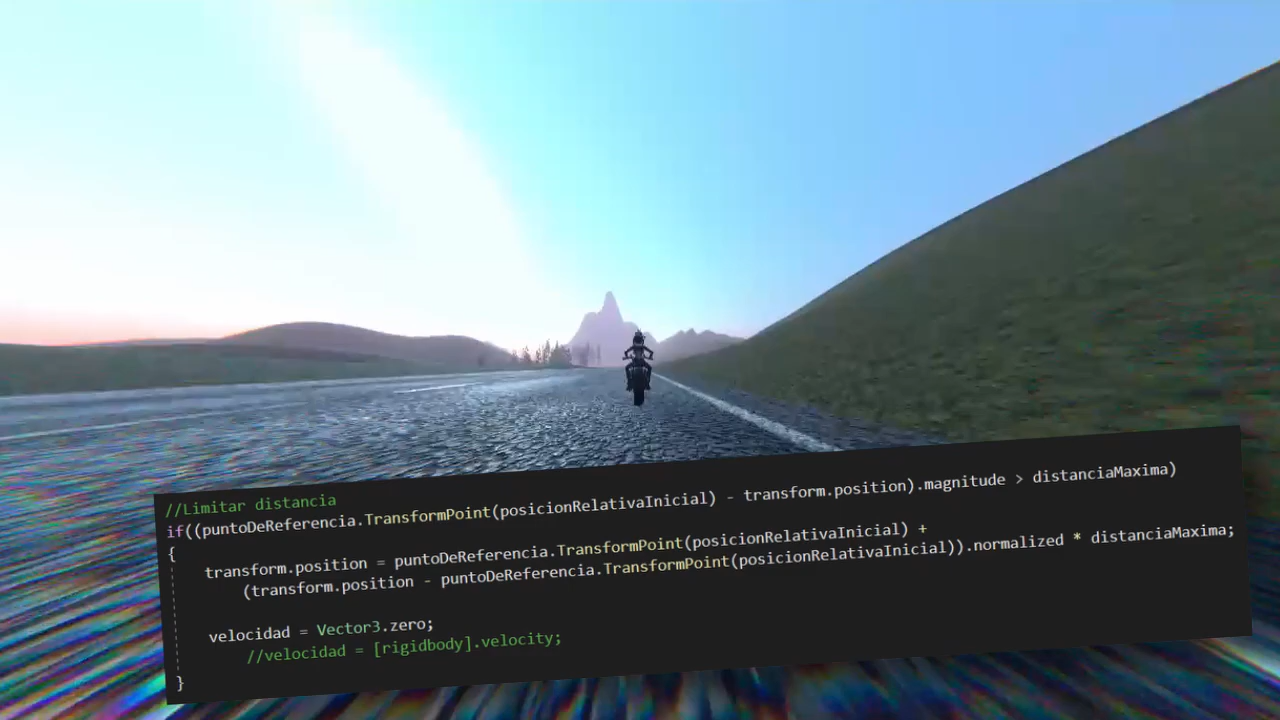 //Limitar distancia
if((puntoDeReferencia.TransformPoint(posicionRelativaInicial) - transform.position).magnitude > distanciaMaxima)
{
transform.position = puntoDeReferencia.TransformPoint(posicionRelativaInicial) +
(transform.position - puntoDeReferencia.TransformPoint(posicionRelativaInicial)).normalized * distanciaMaxima;
velocidad = Vector3.zero;
//velocidad = [rigidbody].velocity;
}